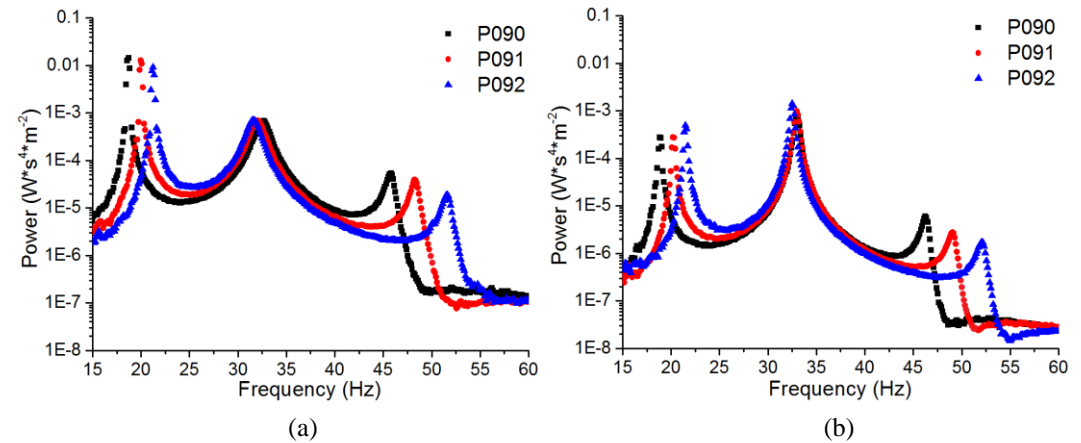 0.1
0.01
1E-3
1E-4
1E-5
1E-6
1E-7
1E-8
Power (W*s⁴*m⁻²)
15 20 25 30 35 40 45 50 55 60
Frequency (Hz)
P090
P091
P092
(a)
0.1
0.01
1E-3
1E-4
1E-5
1E-6
1E-7
1E-8
Power (W*s⁴*m⁻²)
15 20 25 30 35 40 45 50 55 60
Frequency (Hz)
P090
P091
P092
(b)